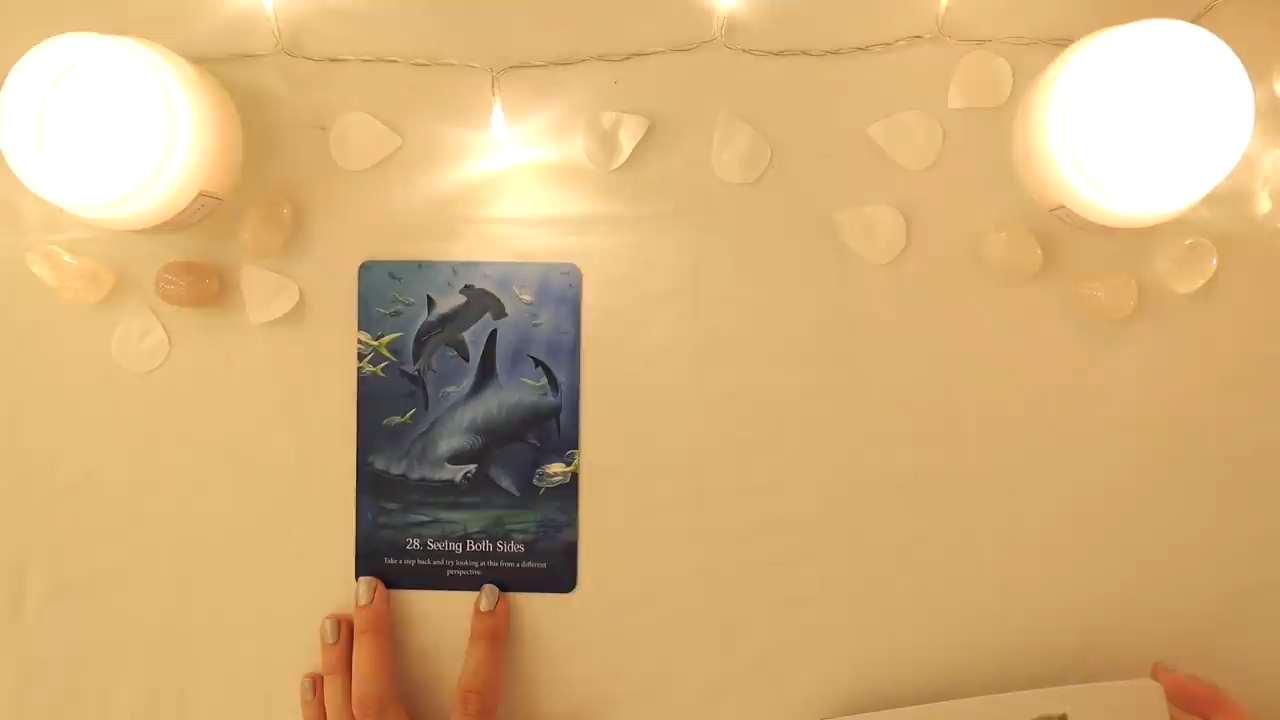 28. Seeing Both Sides
Take a step back and try looking at this from a different
perspective.